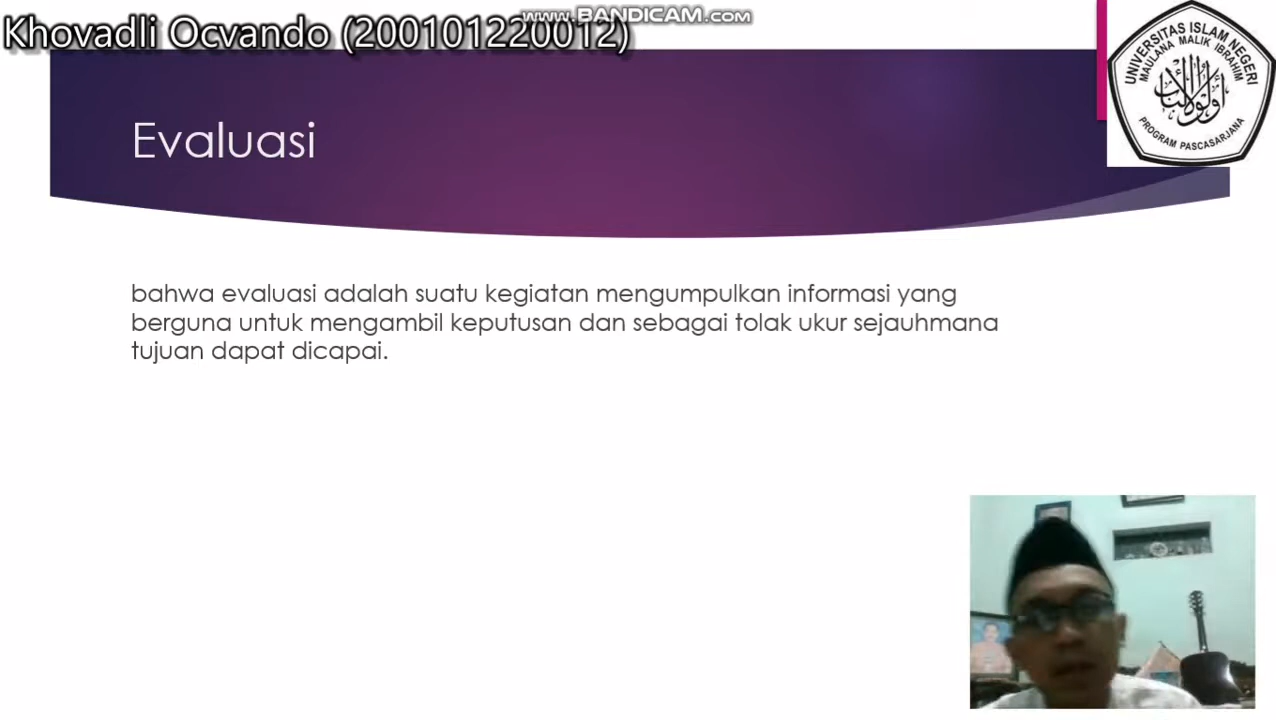 www.BANDICAM.com
Khovadli Ocvando (200101220012)
UNIVERSITAS ISLAM NEGERI
MAULANA MALIK IBRAHIM
PROGRAM PASCASARJANA
Evaluasi
bahwa evaluasi adalah suatu kegiatan mengumpulkan informasi yang
berguna untuk mengambil keputusan dan sebagai tolak ukur sejauhmana
tujuan dapat dicapai.